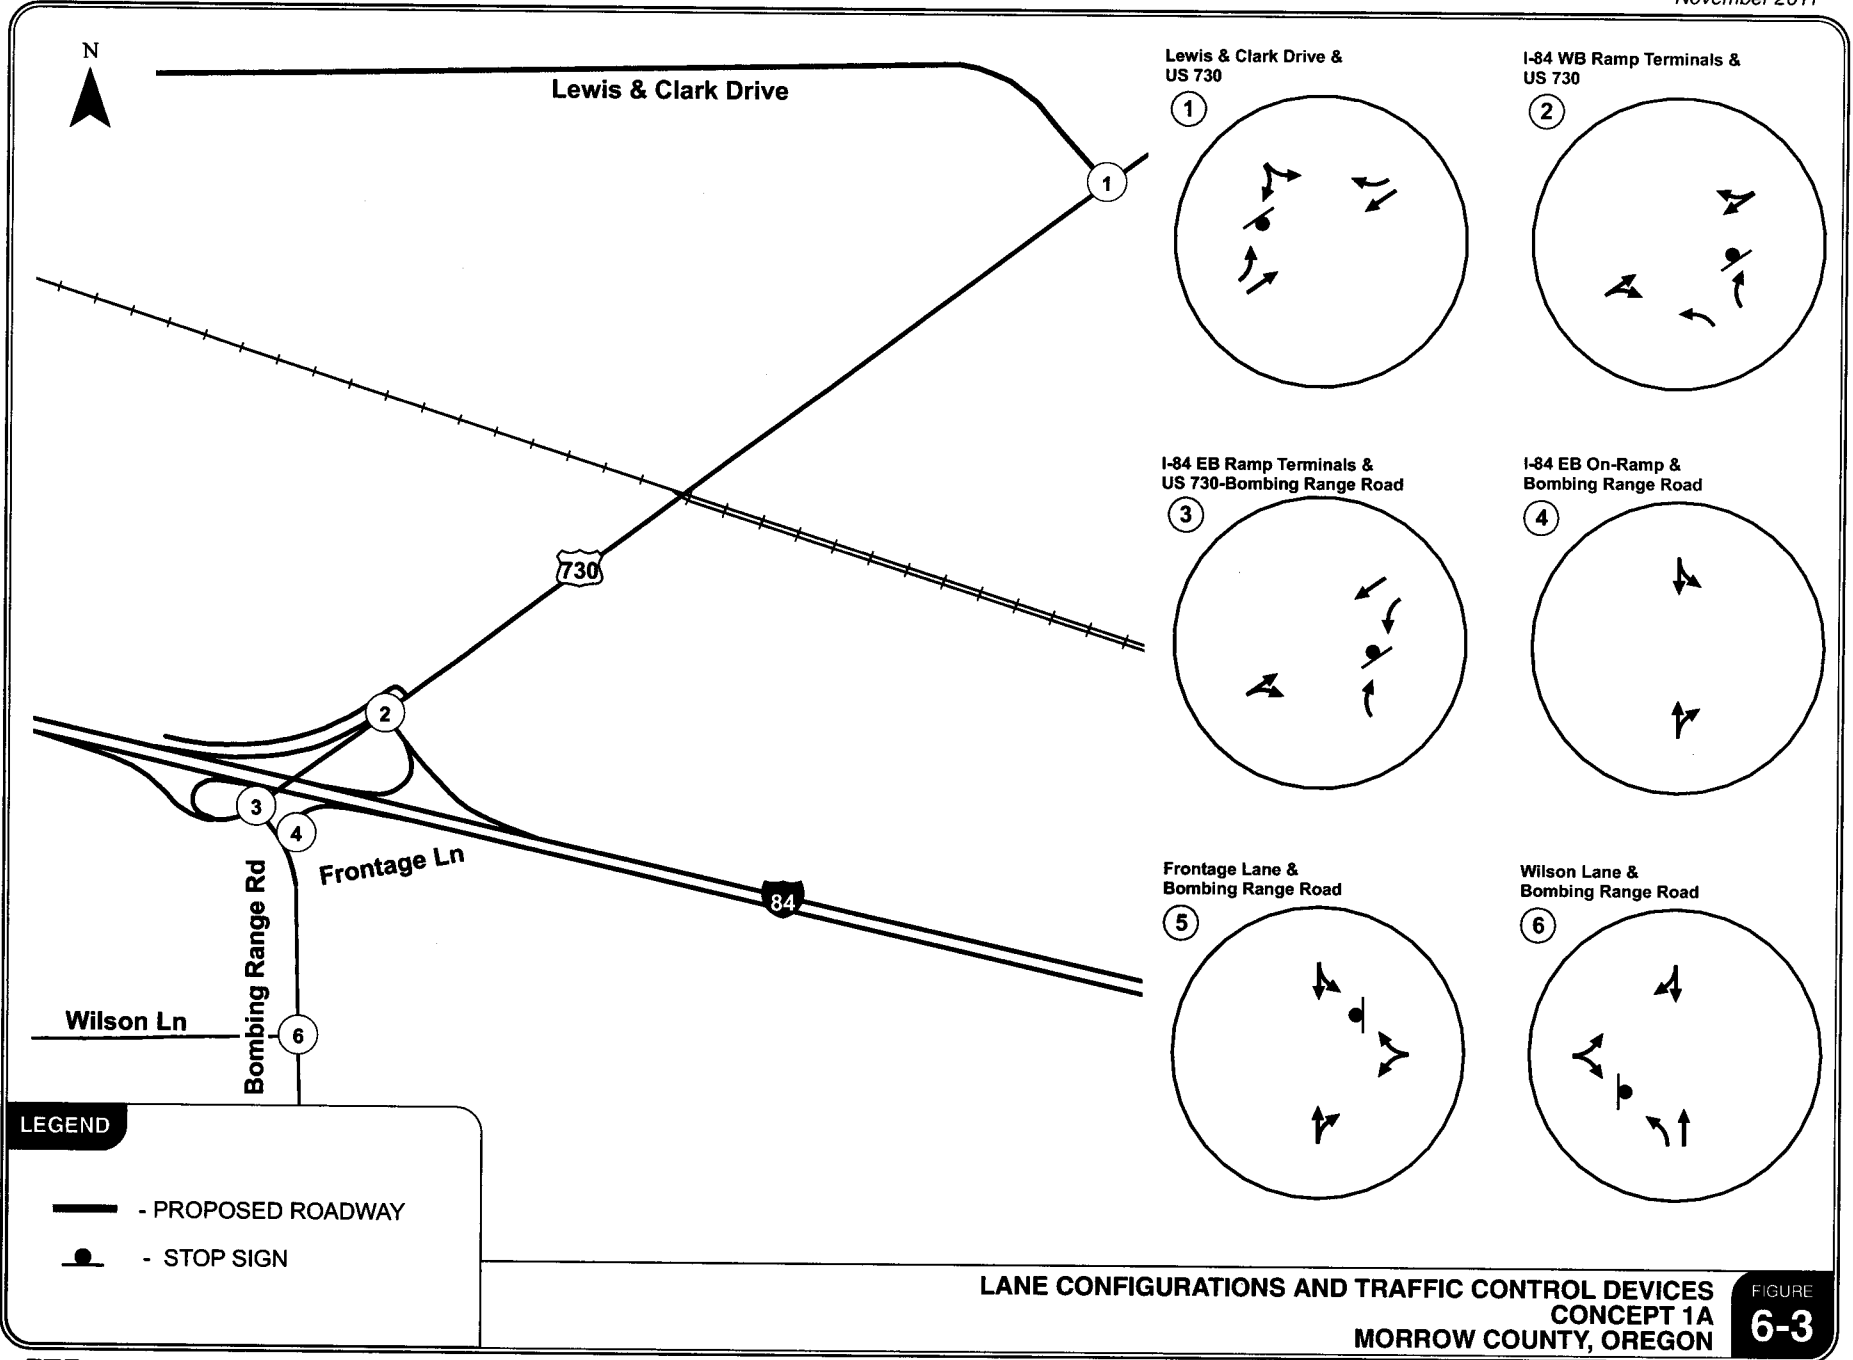 November 2011
N
Lewis & Clark Drive
1
730
2
3
4
Frontage Ln
Bombing Range Rd
84
Wilson Ln
6
Lewis & Clark Drive &
US 730
1
I-84 WB Ramp Terminals &
US 730
2
I-84 EB Ramp Terminals &
US 730-Bombing Range Road
3
I-84 EB On-Ramp &
Bombing Range Road
4
Frontage Lane &
Bombing Range Road
5
Wilson Lane &
Bombing Range Road
6
LEGEND
- PROPOSED ROADWAY
- STOP SIGN
LANE CONFIGURATIONS AND TRAFFIC CONTROL DEVICES
CONCEPT 1A
MORROW COUNTY, OREGON
FIGURE
6-3